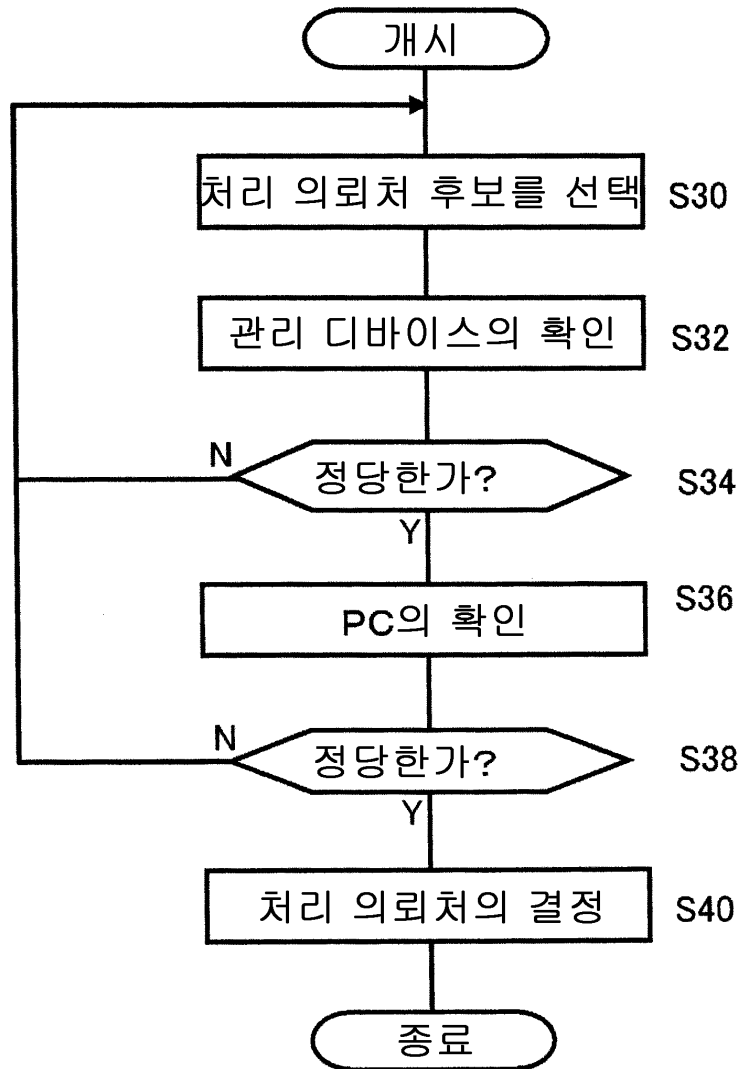 개시
처리 의뢰처 후보를 선택 S30
관리 디바이스의 확인 S32
N 정당한가? S34
Y
PC의 확인 S36
N 정당한가? S38
Y
처리 의뢰처의 결정 S40
종료